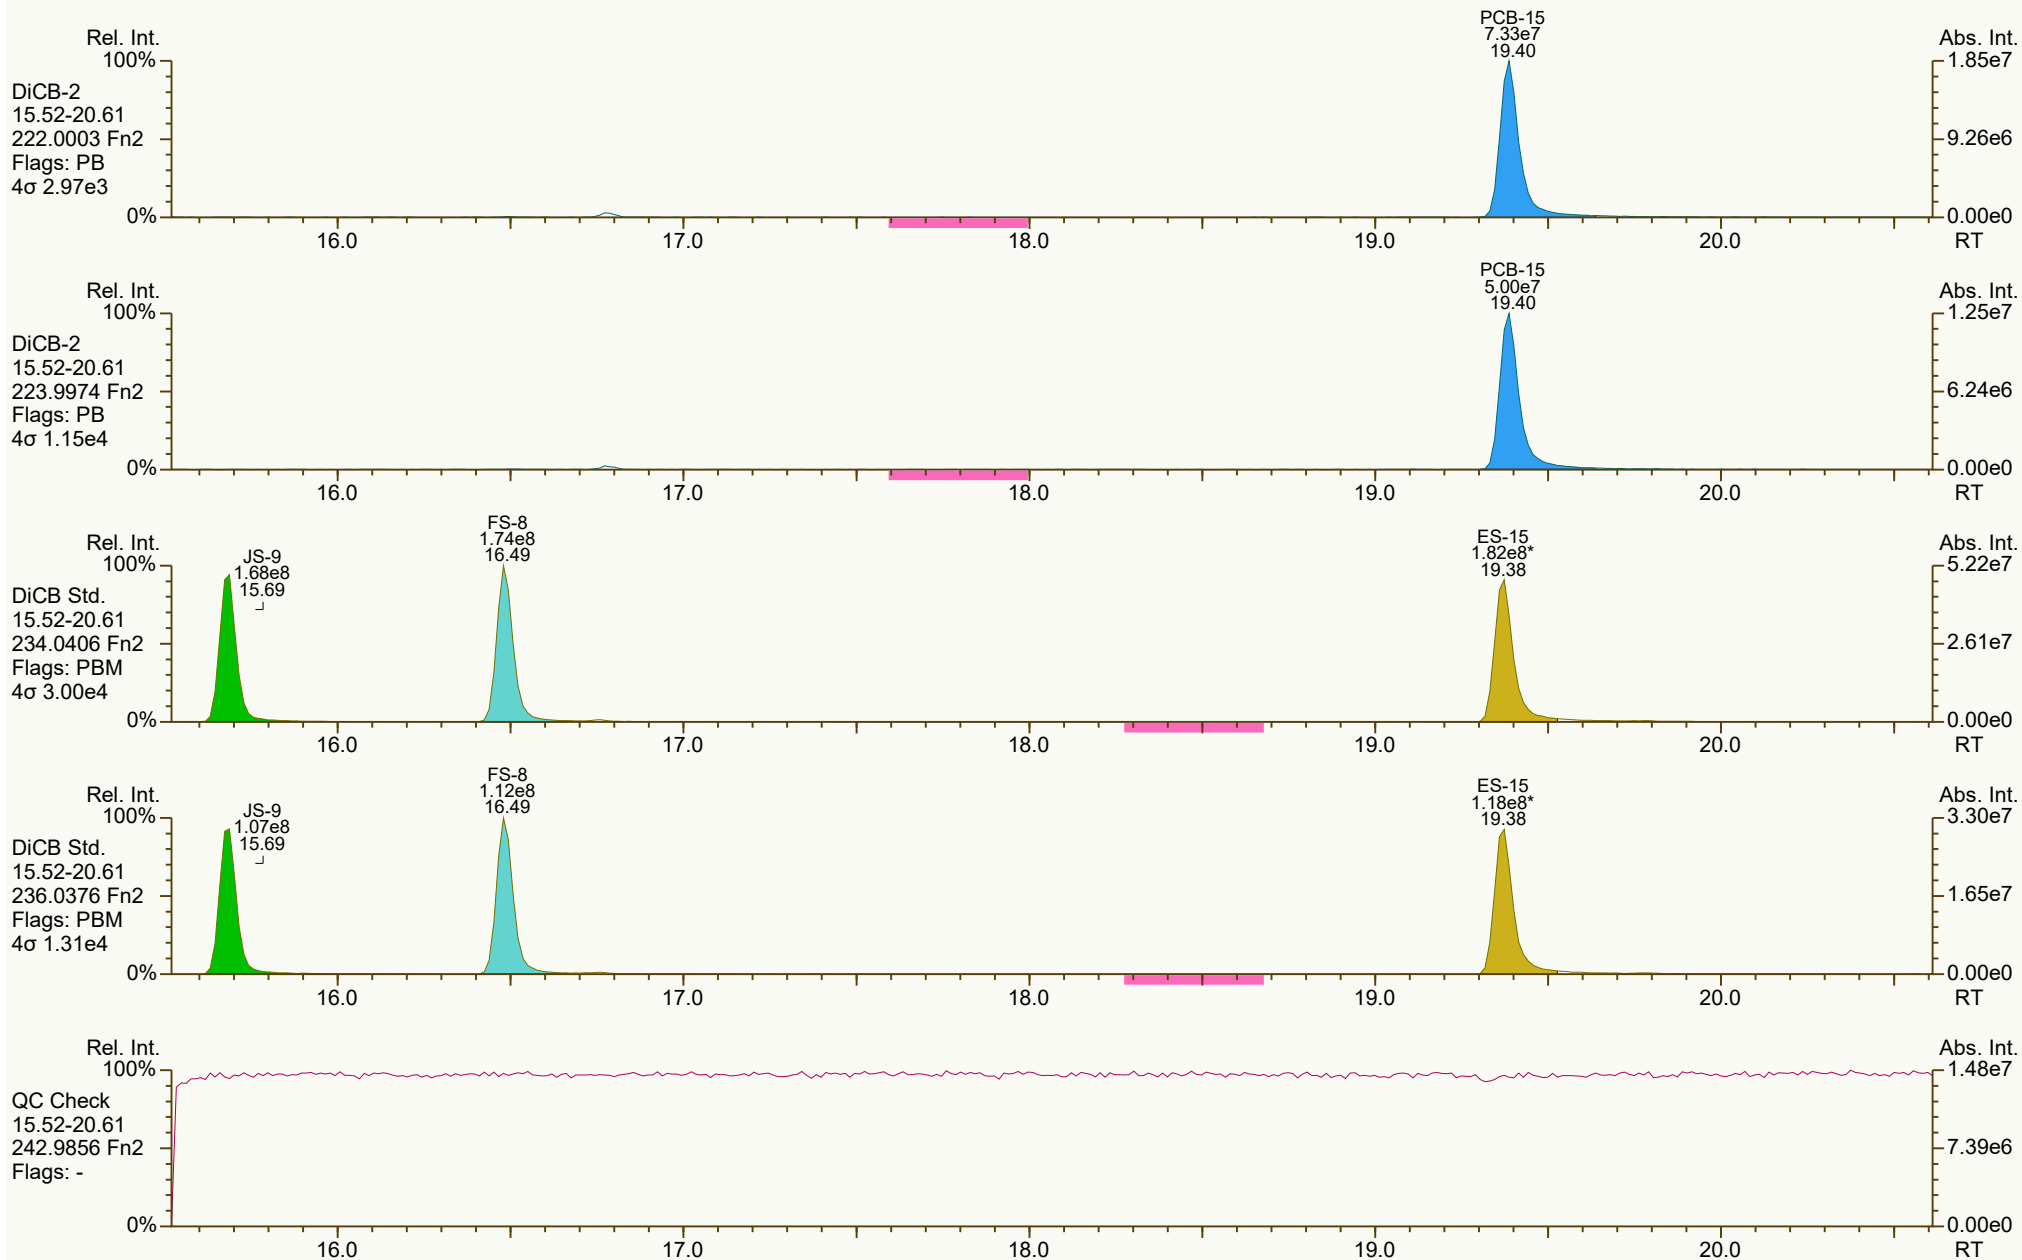 PCB-15
7.33e7
19.40
Rel. Int.
Abs. Int.
100%
1.85e7
DiCB-2
15.52-20.61
222.0003 Fn2
Flags: PB
4σ 2.97e3
9.26e6
0%
0.00e0
16.0 17.0 18.0 19.0 20.0 RT
PCB-15
5.00e7
19.40
Rel. Int.
Abs. Int.
100%
1.25e7
DiCB-2
15.52-20.61
223.9974 Fn2
Flags: PB
4σ 1.15e4
6.24e6
0%
0.00e0
16.0 17.0 18.0 19.0 20.0 RT
FS-8
1.74e8
16.49
ES-15
1.82e8*
19.38
JS-9
1.68e8
15.69
Rel. Int.
Abs. Int.
100%
5.22e7
DiCB Std.
15.52-20.61
234.0406 Fn2
Flags: PBM
4σ 3.00e4
2.61e7
0%
0.00e0
16.0 17.0 18.0 19.0 20.0 RT
FS-8
1.12e8
16.49
ES-15
1.18e8*
19.38
JS-9
1.07e8
15.69
Rel. Int.
Abs. Int.
100%
3.30e7
DiCB Std.
15.52-20.61
236.0376 Fn2
Flags: PBM
4σ 1.31e4
1.65e7
0%
0.00e0
16.0 17.0 18.0 19.0 20.0 RT
Rel. Int.
Abs. Int.
100%
1.48e7
QC Check
15.52-20.61
242.9856 Fn2
Flags: -
7.39e6
0%
0.00e0
16.0 17.0 18.0 19.0 20.0 RT